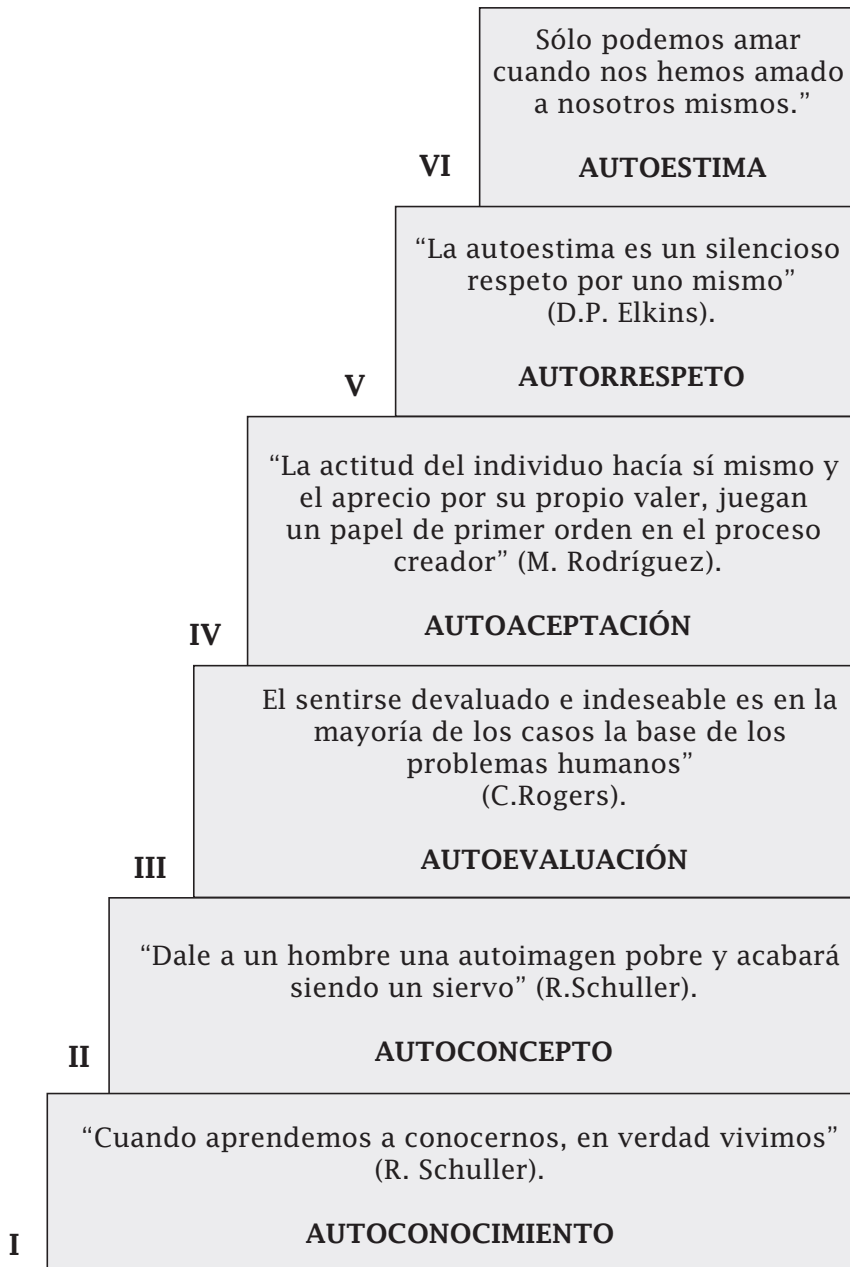 Sólo podemos amar
cuando nos hemos amado
a nosotros mismos.”
VI
AUTOESTIMA
“La autoestima es un silencioso
respeto por uno mismo”
(D.P. Elkins).
V
AUTORRESPETO
“La actitud del individuo hacía sí mismo y
el aprecio por su propio valer, juegan
un papel de primer orden en el proceso
creador” (M. Rodríguez).
IV
AUTOACEPTACIÓN
El sentirse devaluado e indeseable es en la
mayoría de los casos la base de los
problemas humanos”
(C.Rogers).
III
AUTOEVALUACIÓN
“Dale a un hombre una autoimagen pobre y acabará
siendo un siervo” (R.Schuller).
II
AUTOCONCEPTO
“Cuando aprendemos a conocernos, en verdad vivimos”
(R. Schuller).
I
AUTOCONOCIMIENTO